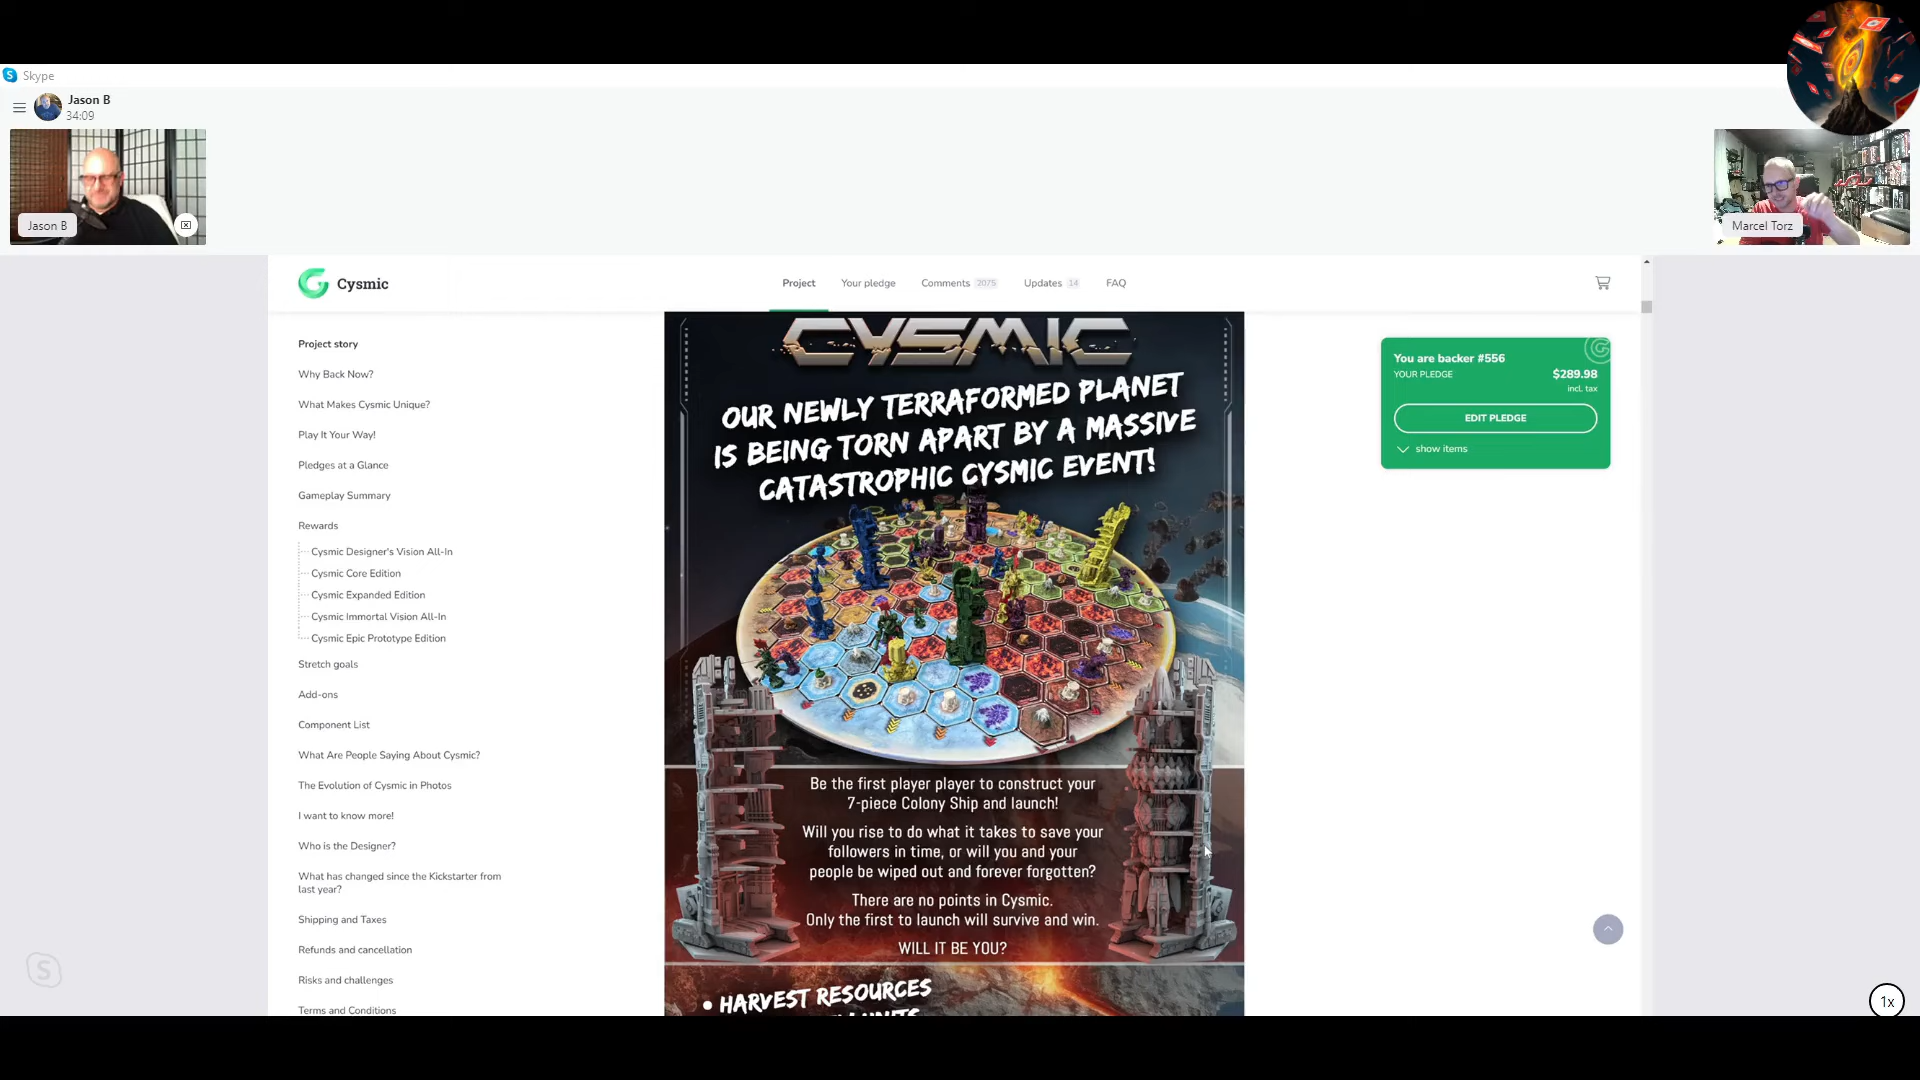 Skype
Jason B
34:09
Jason B
Marcel Torz
Cysmic
Project
Your pledge
Comments 2075
Updates 14
FAQ
Project story
Why Back Now?
What Makes Cysmic Unique?
Play It Your Way!
Pledges at a Glance
Gameplay Summary
Rewards
Cysmic Designer's Vision All-In
Cysmic Core Edition
Cysmic Expanded Edition
Cysmic Immortal Vision All-In
Cysmic Epic Prototype Edition
Stretch goals
Add-ons
Component List
What Are People Saying About Cysmic?
The Evolution of Cysmic in Photos
I want to know more!
Who is the Designer?
What has changed since the Kickstarter from
last year?
Shipping and Taxes
Refunds and cancellation
Risks and challenges
Terms and Conditions
CYSMIC
OUR NEWLY TERRAFORMED PLANET
IS BEING TORN APART BY A MASSIVE
CATASTROPHIC CYSMIC EVENT!
Be the first player player to construct your
7-piece Colony Ship and launch!
Will you rise to do what it takes to save your
followers in time, or will you and your
people be wiped out and forever forgotten?
There are no points in Cysmic.
Only the first to launch will survive and win.
WILL IT BE YOU?
• HARVEST RESOURCES
You are backer #556
YOUR PLEDGE $289.98
incl. tax
EDIT PLEDGE
show items
1x